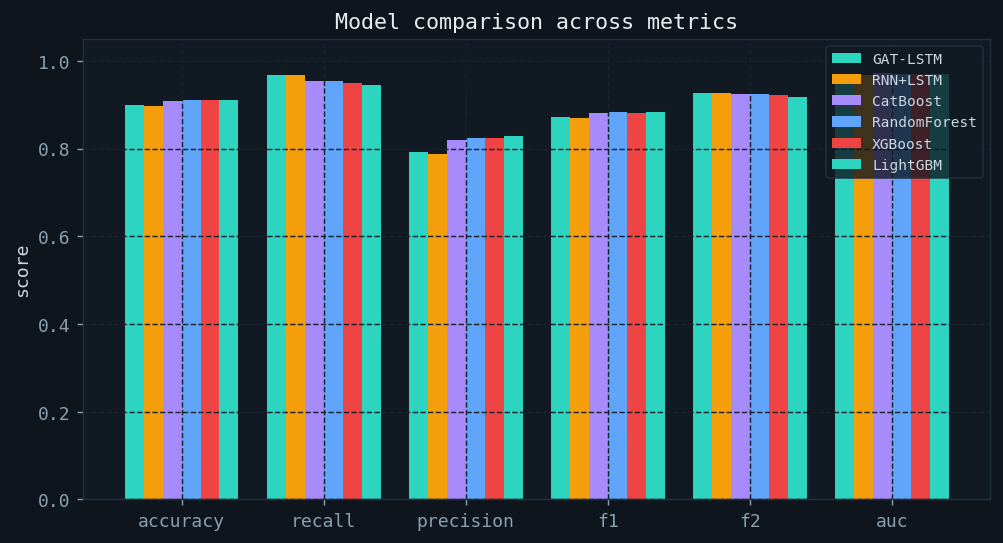 Model comparison across metrics
GAT-LSTM
RNN+LSTM
CatBoost
RandomForest
XGBoost
LightGBM
score
1.0
0.8
0.6
0.4
0.2
0.0
accuracy recall precision f1 f2 auc